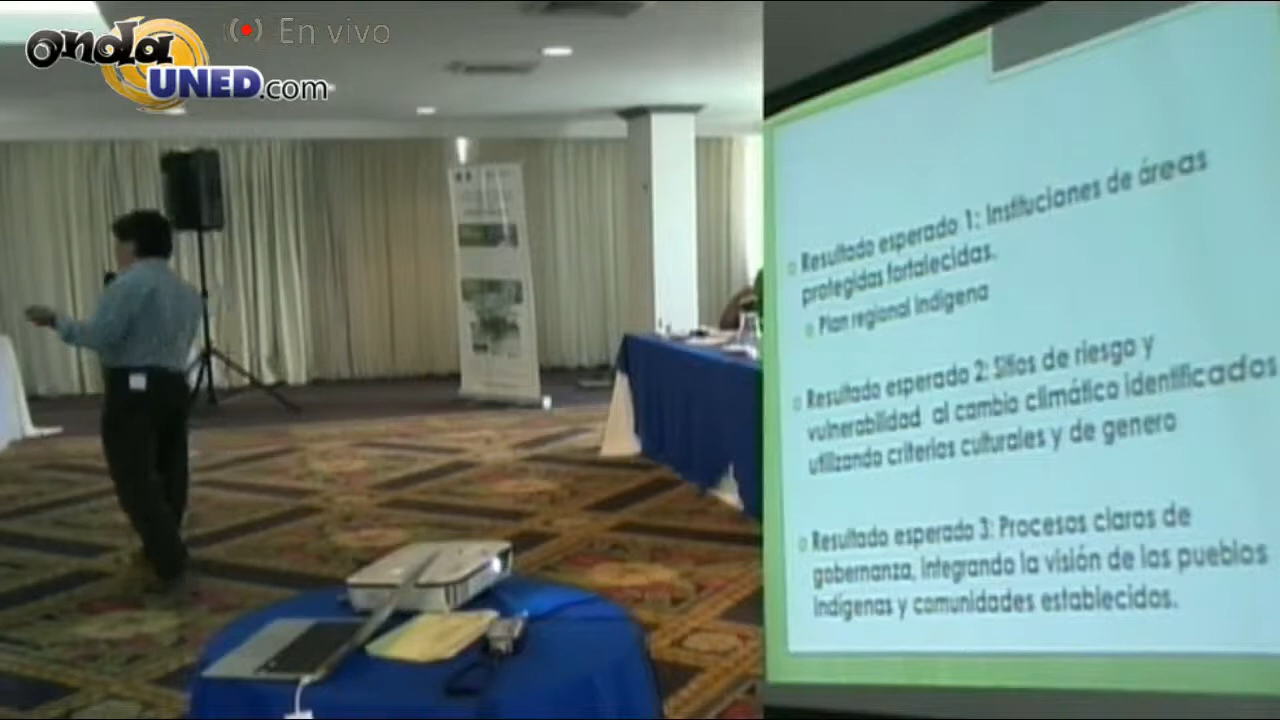 onda
UNED.com
En vivo
Resultado esperado 1: Instituciones de áreas
protegidas fortalecidas.
Plan regional indígena
Resultado esperado 2: Sitios de riesgo y
vulnerabilidad al cambio climático identificados
utilizando criterios culturales y de genero
Resultado esperado 3: Procesos claros de
gobernanza, integrando la visión de los pueblos
indígenas y comunidades establecidos.